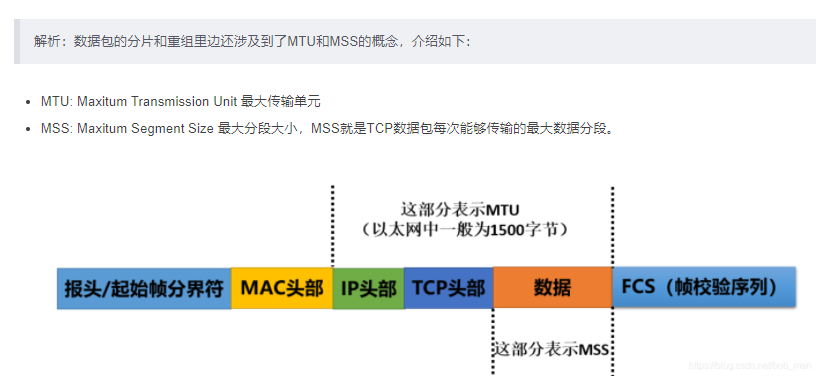 解析：数据包的分片和重组里边还涉及到了MTU和MSS的概念，介绍如下：
MTU: Maxitum Transmission Unit 最大传输单元
MSS: Maxitum Segment Size 最大分段大小，MSS就是TCP数据包每次能够传输的最大数据分段。
这部分表示MTU
（以太网中一般为1500字节）
报头/起始帧分界符 MAC头部 IP头部 TCP头部 数据 FCS（帧校验序列）
这部分表示MSS